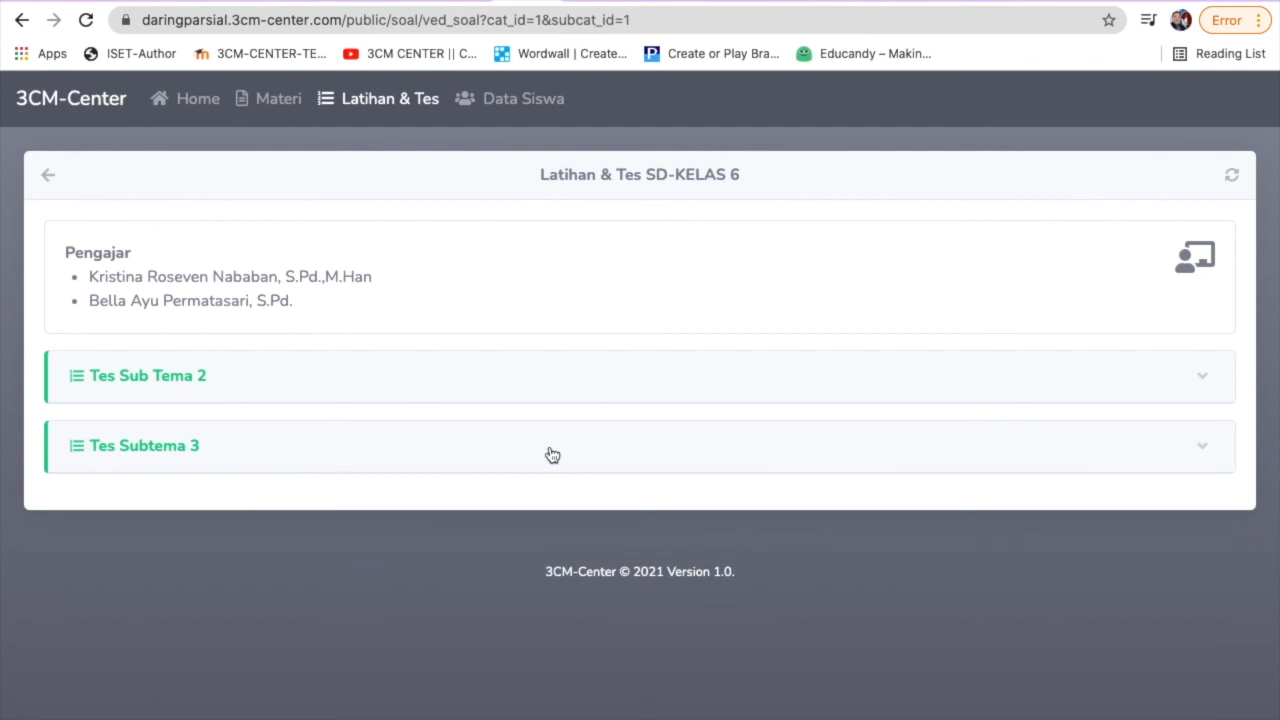 daringparsial.3cm-center.com/public/soal/ved_soal?cat_id=1&subcat_id=1
Error
Apps
ISET-Author
3CM-CENTER-TE...
3CM CENTER || C...
Wordwall | Create...
Create or Play Bra...
Educandy – Makin...
Reading List
3CM-Center
Home
Materi
Latihan & Tes
Data Siswa
Latihan & Tes SD-KELAS 6
Pengajar
• Kristina Roseven Nababan, S.Pd.,M.Han
• Bella Ayu Permatasari, S.Pd.
Tes Sub Tema 2
Tes Subtema 3
3CM-Center © 2021 Version 1.0.